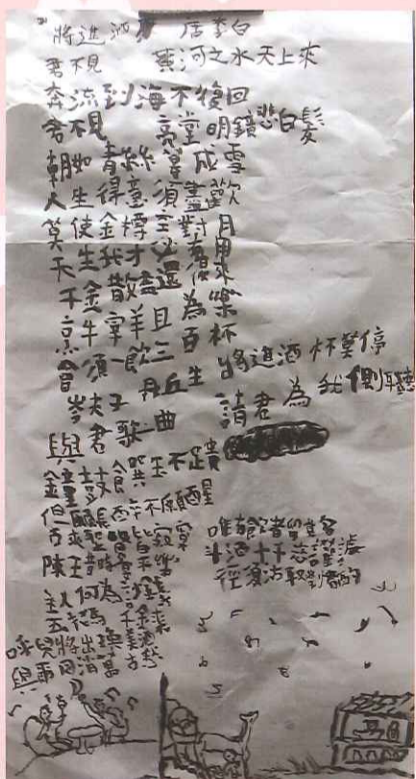 將進酒 唐李白
君不見 黃河之水天上來
奔流到海不復回
君不見 高堂明鏡悲白髮
朝如青絲暮成雪
人生得意須盡歡
莫使金樽空對月
天生我才必有用
千金散盡還復來
烹牛宰羊且為樂
會須一飲三百杯
岑夫子 丹丘生 將進酒 杯莫停
與君歌一曲 請君為我側耳聽
鐘鼓饌玉不足貴
但願長醉不願醒
古來聖賢皆寂寞 唯有飲者留其名
陳王昔時宴平樂 斗酒十千恣讙謔
主人何為言少錢 徑須沽取對君酌
五花馬 千金裘
呼兒將出換美酒
與爾同消萬古愁